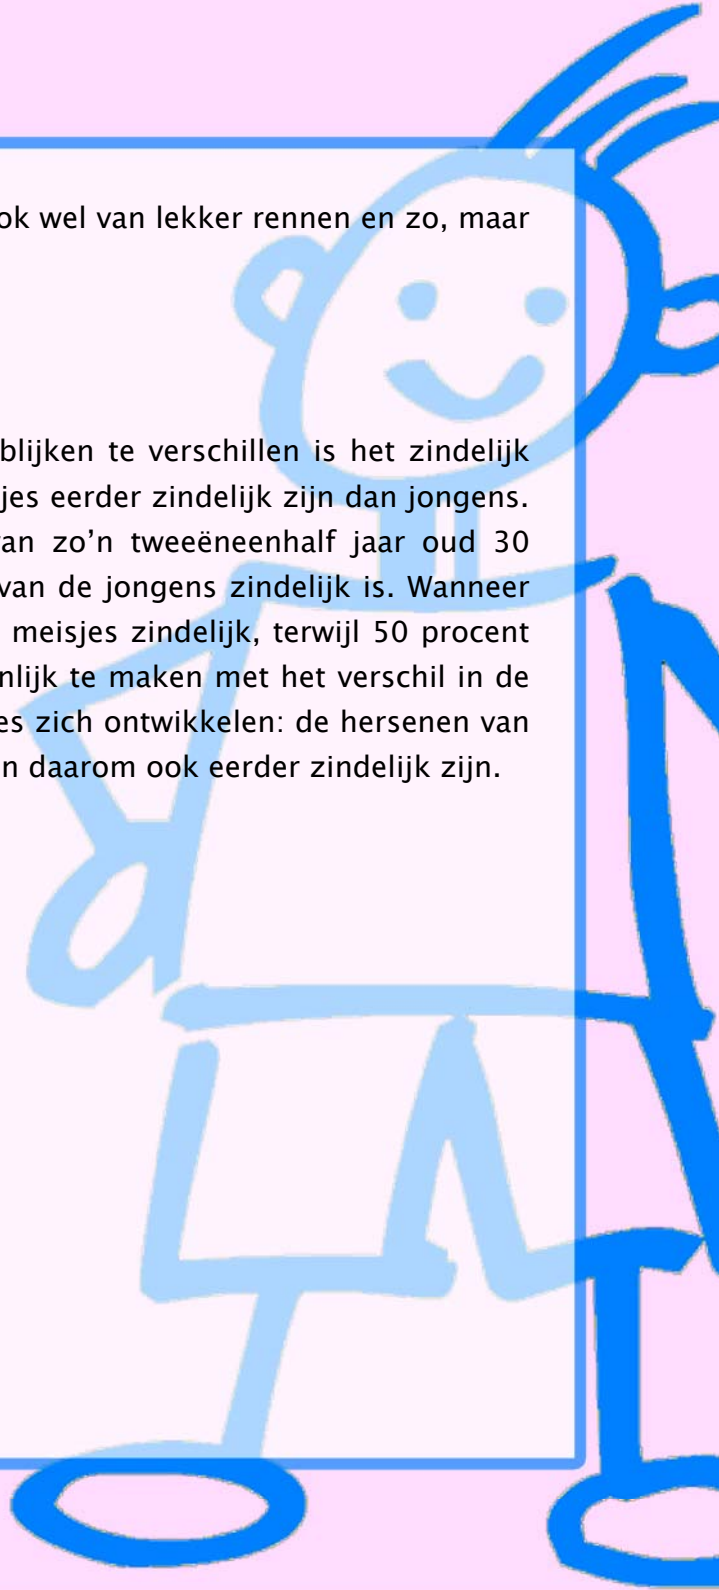 ok wel van lekker rennen en zo, maar
blijken te verschillen is het zindelijk
jes eerder zindelijk zijn dan jongens.
an zo'n tweeëneenhalf jaar oud 30
van de jongens zindelijk is. Wanneer
meisjes zindelijk, terwijl 50 procent
nlijk te maken met het verschil in de
es zich ontwikkelen: de hersenen van
n daarom ook eerder zindelijk zijn.